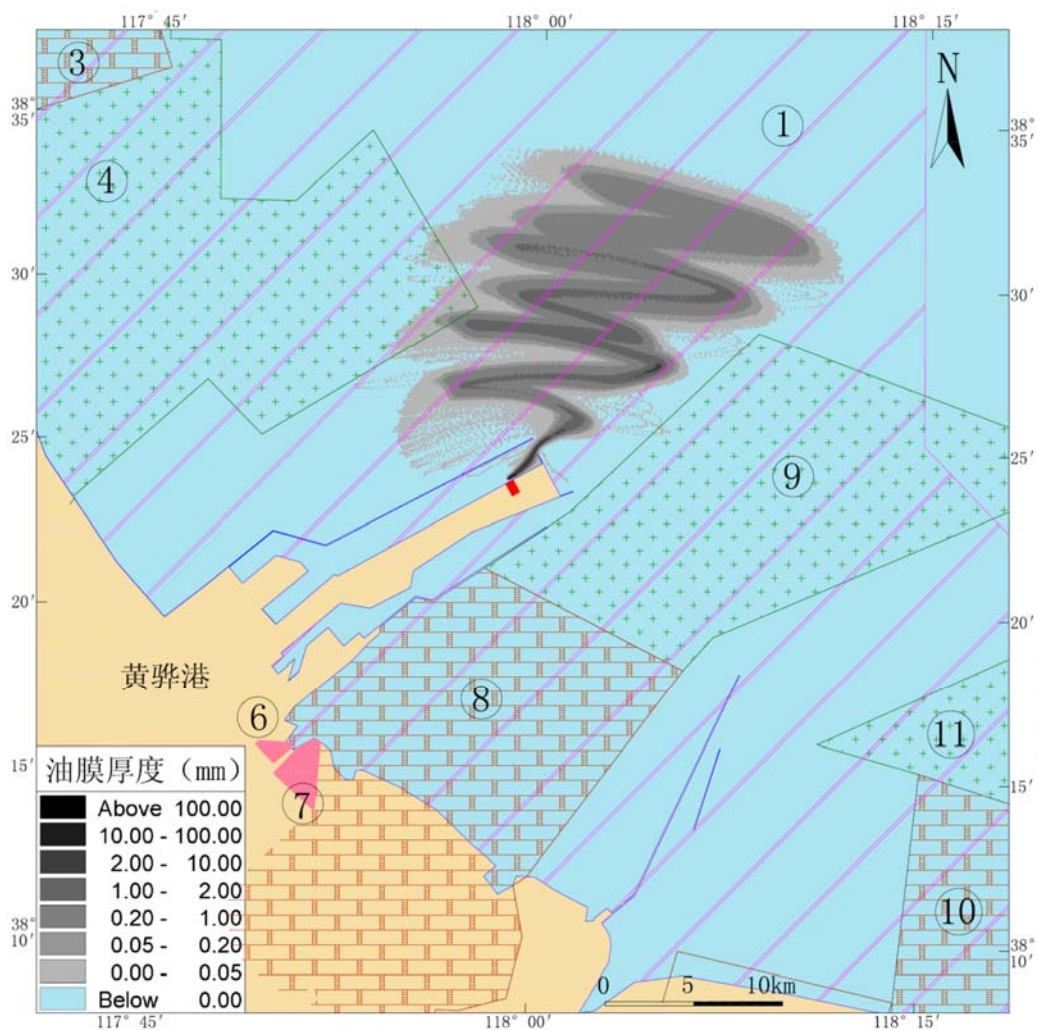 117° 45′ 118° 00′ 118° 15′
③
N
①
38° 35′
38° 35′
④
30′
30′
25′
25′
⑨
20′
20′
黄骅港
⑧
⑥
⑪
15′
15′
⑦
油膜厚度（mm）
Above 100.00
10.00 - 100.00
2.00 - 10.00
1.00 - 2.00
0.20 - 1.00
0.05 - 0.20
0.00 - 0.05
Below 0.00
⑩
38° 10′
38° 10′
0 5 10km
117° 45′ 118° 00′ 118° 15′